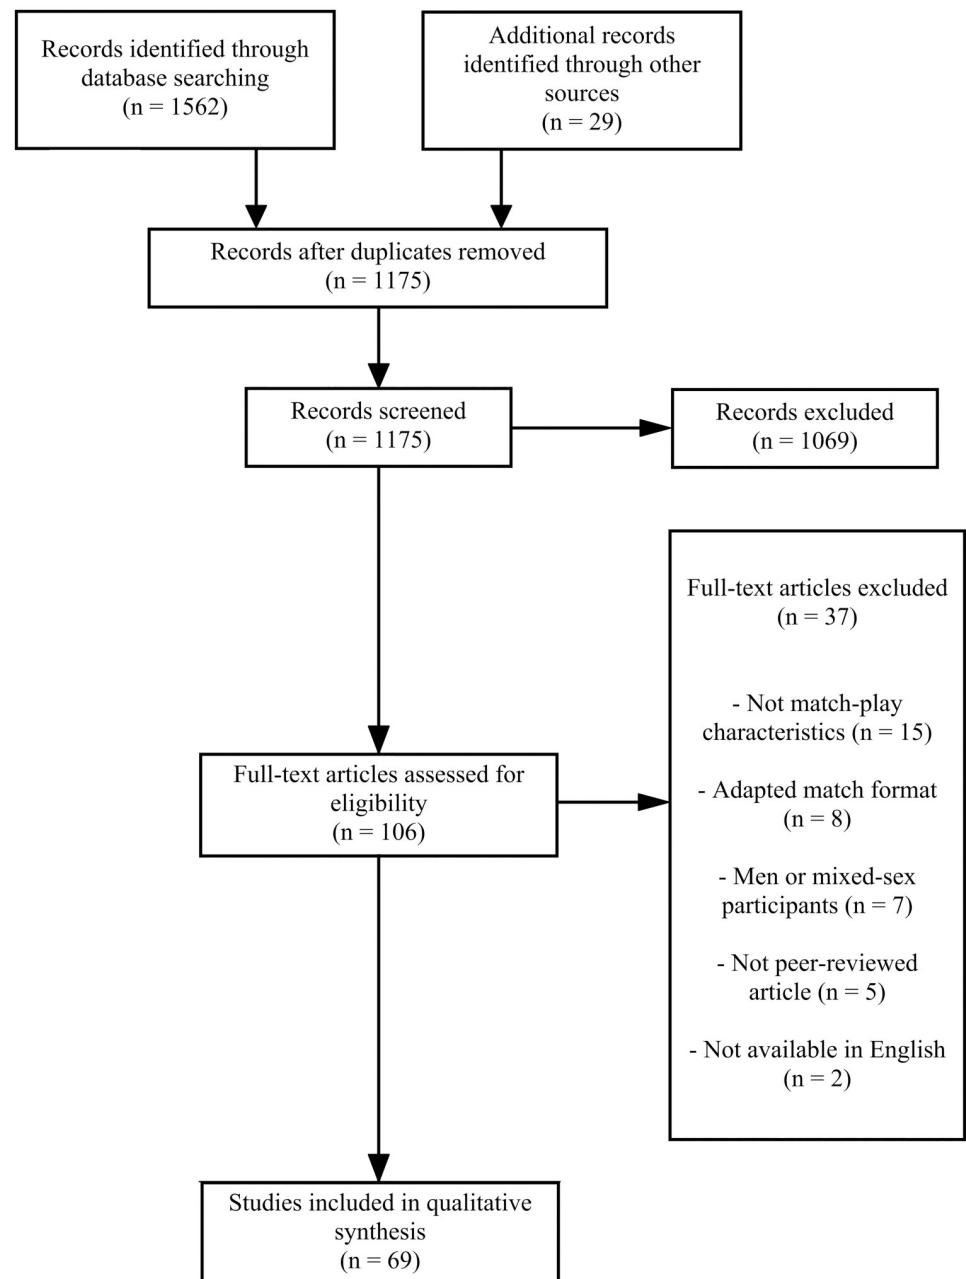 Records identified through
database searching
(n = 1562)
Additional records
identified through other
sources
(n = 29)
Records after duplicates removed
(n = 1175)
Records screened
(n = 1175)
Records excluded
(n = 1069)
Full-text articles assessed for
eligibility
(n = 106)
Full-text articles excluded
(n = 37)
- Not match-play
characteristics (n = 15)
- Adapted match format
(n = 8)
- Men or mixed-sex
participants (n = 7)
- Not peer-reviewed
article (n = 5)
- Not available in English
(n = 2)
Studies included in qualitative
synthesis
(n = 69)